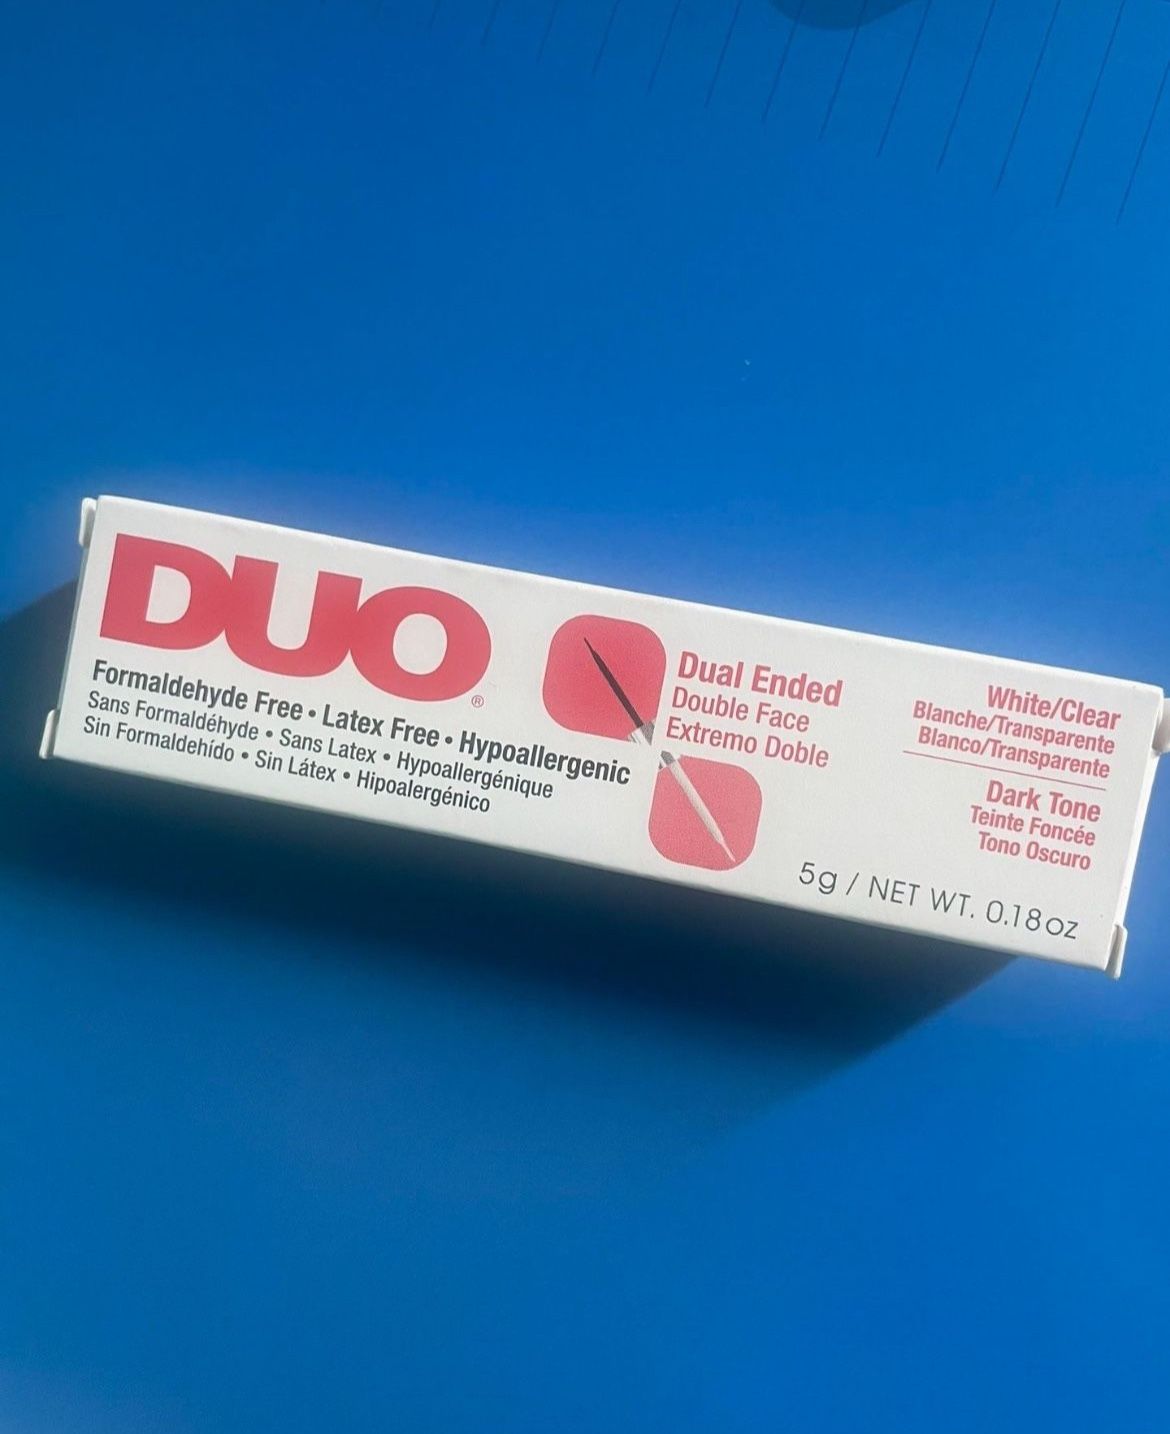 DUO®
Formaldehyde Free • Latex Free • Hypoallergenic
Sans Formaldéhyde • Sans Latex • Hypoallergénique
Sin Formaldehído • Sin Látex • Hipoalergénico
Dual Ended
Double Face
Extremo Doble
White/Clear
Blanche/Transparente
Blanco/Transparente
Dark Tone
Teinte Foncée
Tono Oscuro
5g / NET WT. 0.18oz